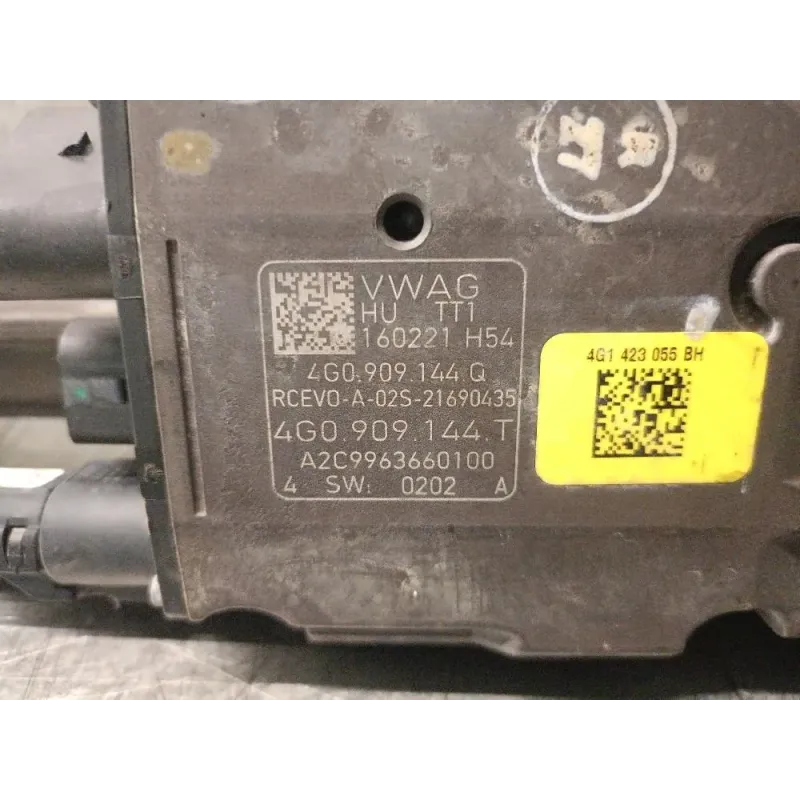 VWAG
HU TT1
160221 H54
4G0.909.144.Q
RCEVO-A-02S-21690435
4G0.909.144.T
A2C9963660100
4 SW: 0202 A
4G1 423 055 BH